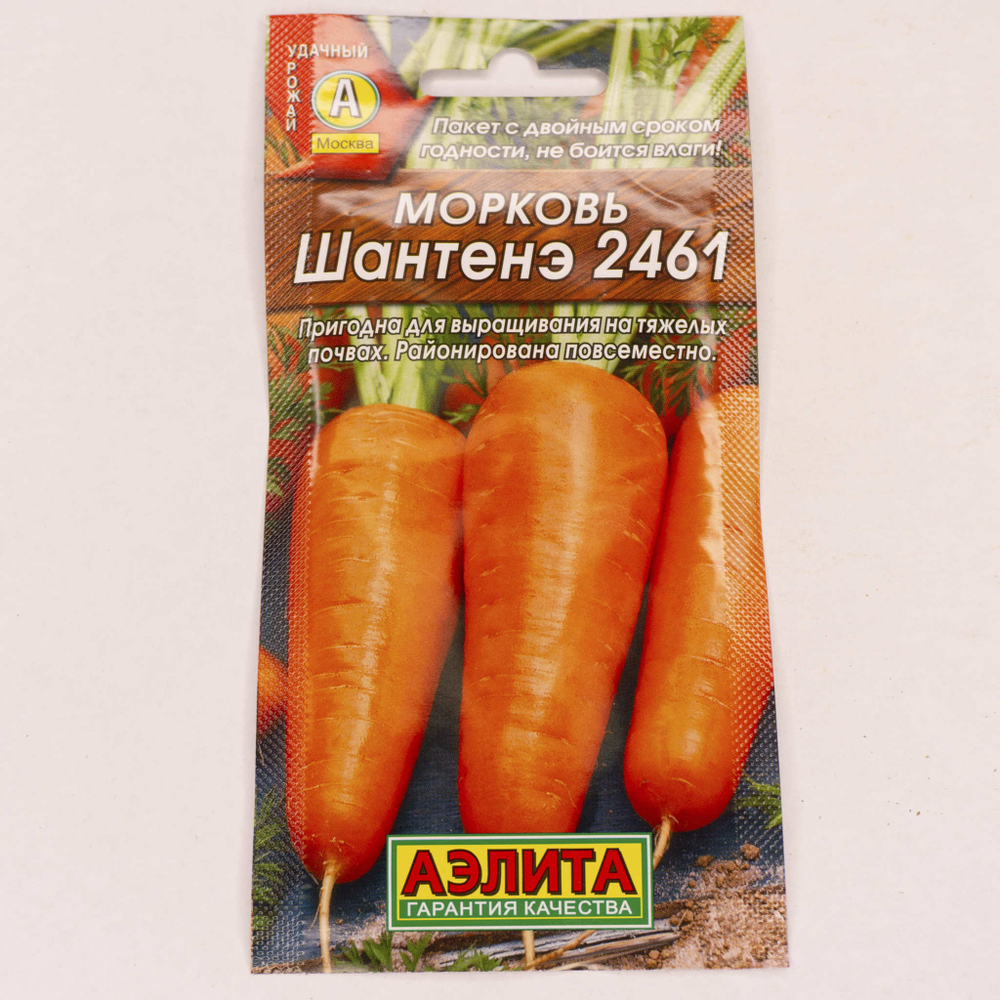 УДАЧНЫЙ
УРОЖАЙ
А
Москва
Пакет с двойным сроком
годности, не боится влаги!
МОРКОВЬ
Шантенэ 2461
Пригодна для выращивания на тяжелых
почвах. Районирована повсеместно.
АЭЛИТА
ГАРАНТИЯ КАЧЕСТВА